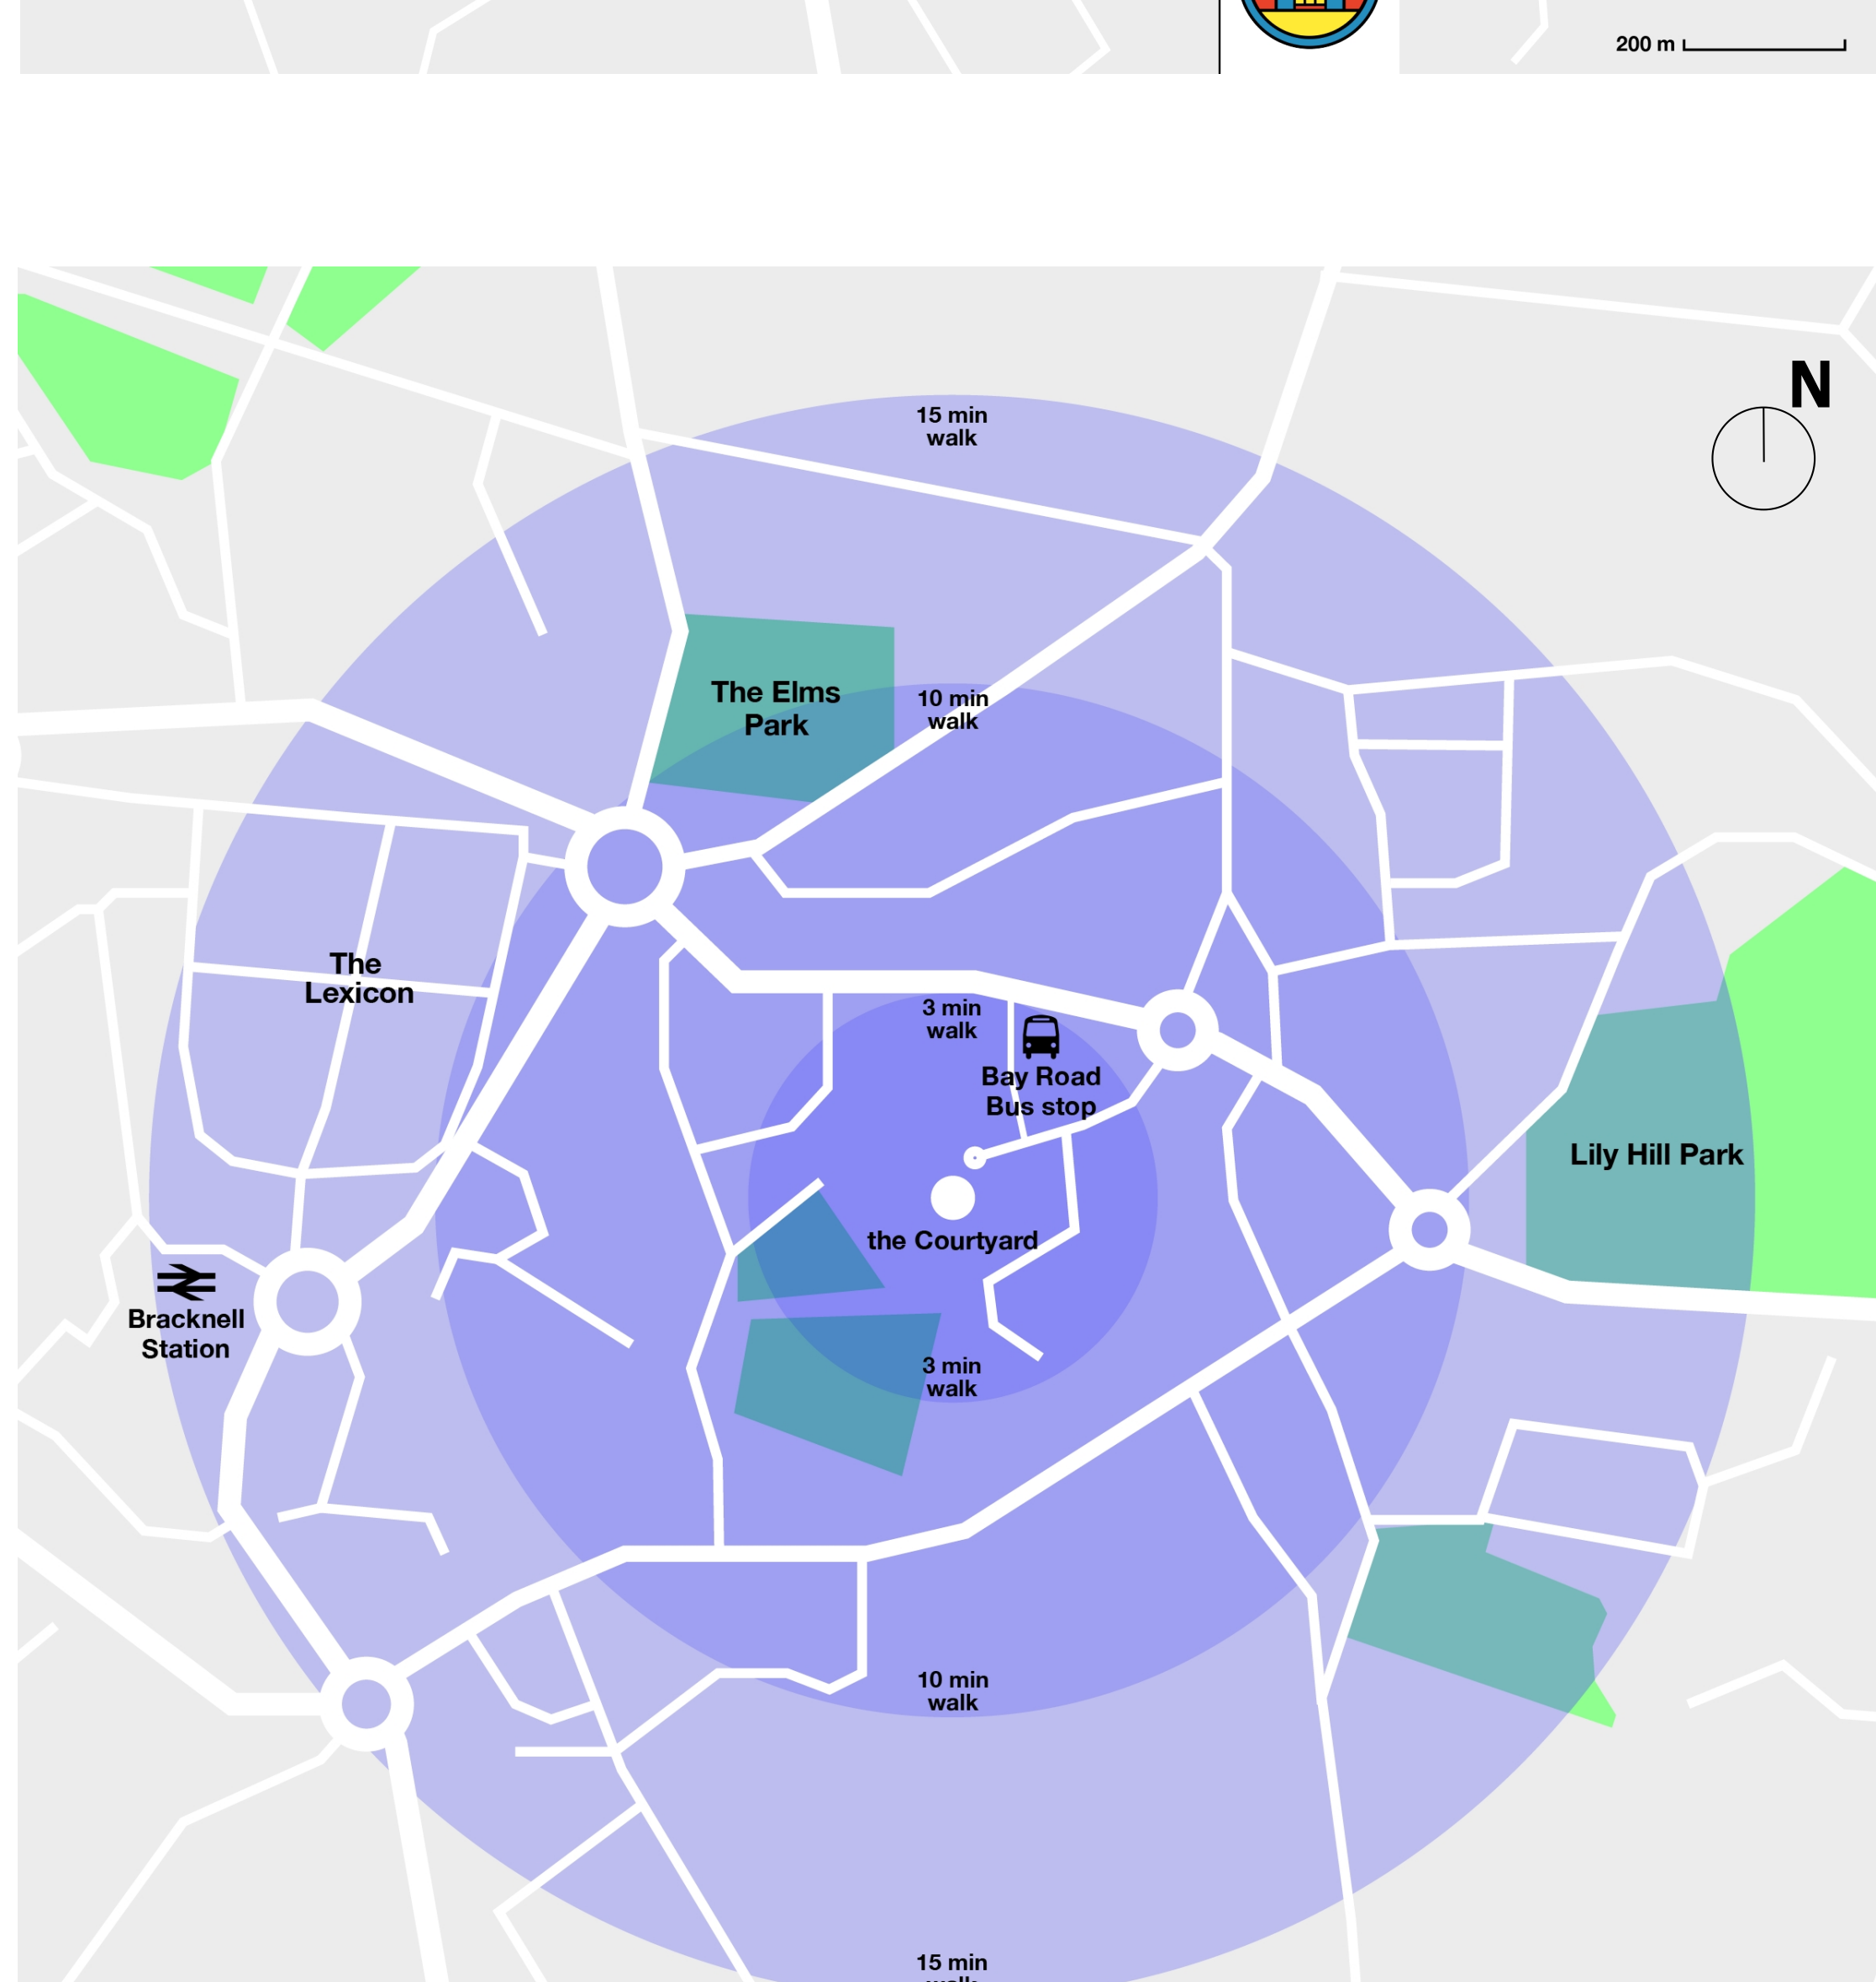 200 m
N
15 min
walk
The Elms
Park
10 min
walk
The
Lexicon
3 min
walk
Bay Road
Bus stop
Lily Hill Park
the Courtyard
Bracknell
Station
3 min
walk
10 min
walk
15 min
walk